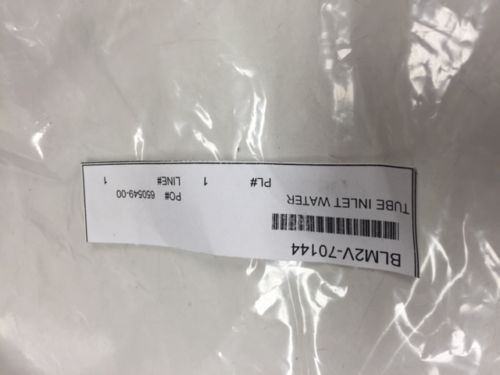 BLM2V-70144
TUBE INLET WATER
PL# 1
PO# 650549-00
LINE# 1